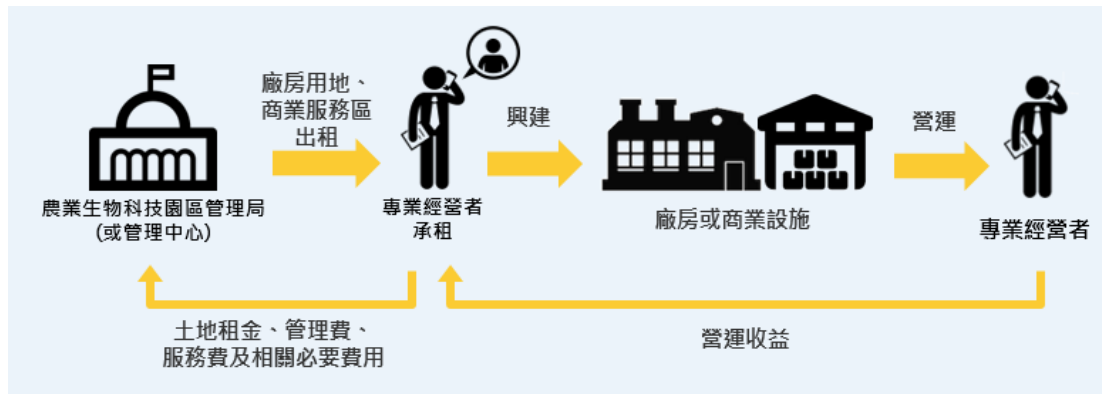 廠房用地、
商業服務區
出租
興建
營運
農業生物科技園區管理局
(或管理中心)
專業經營者
承租
廠房或商業設施
專業經營者
土地租金、管理費、
服務費及相關必要費用
營運收益